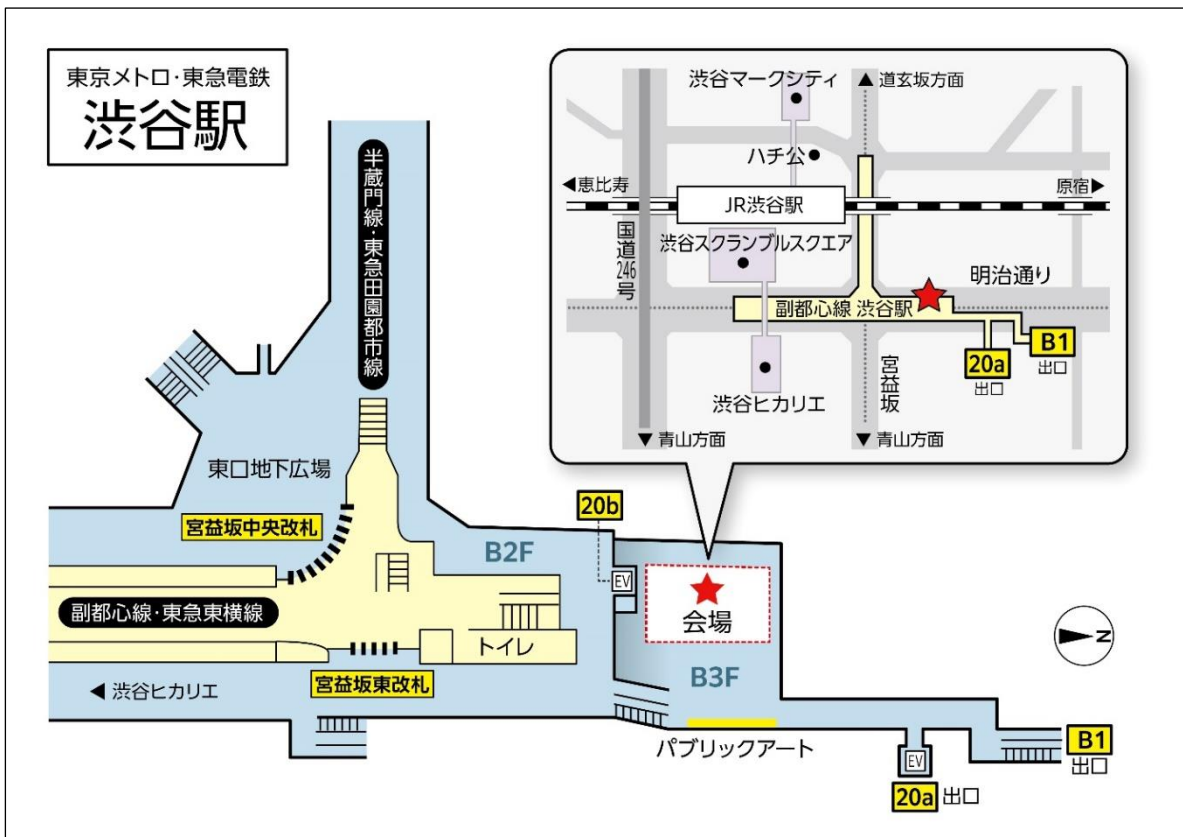 東京メトロ・東急電鉄
渋谷駅
半蔵門線・東急田園都市線
渋谷マークシティ
▲道玄坂方面
ハチ公
◀恵比寿
原宿▶
JR渋谷駅
国道246号
渋谷スクランブルスクエア
明治通り
副都心線 渋谷駅
B1
出口
20a
出口
宮益坂
渋谷ヒカリエ
▼青山方面
▼青山方面
東口地下広場
宮益坂中央改札
20b
B2F
EV
会場
副都心線・東急東横線
トイレ
B3F
N
宮益坂東改札
◀渋谷ヒカリエ
パブリックアート
B1
出口
EV
20a 出口